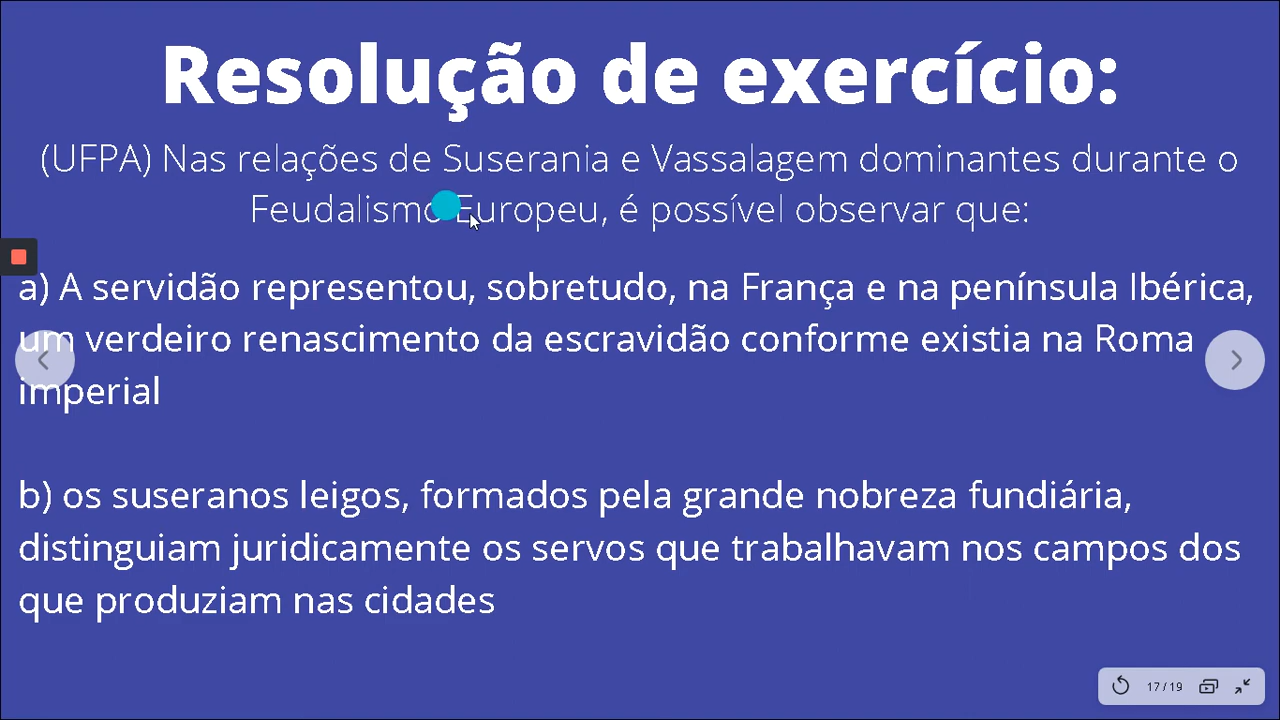 Resolução de exercício:
(UFPA) Nas relações de Suserania e Vassalagem dominantes durante o
Feudalismo Europeu, é possível observar que:
a) A servidão representou, sobretudo, na França e na península Ibérica,
um verdeiro renascimento da escravidão conforme existia na Roma
imperial
b) os suseranos leigos, formados pela grande nobreza fundiária,
distinguiam juridicamente os servos que trabalhavam nos campos dos
que produziam nas cidades
17/19